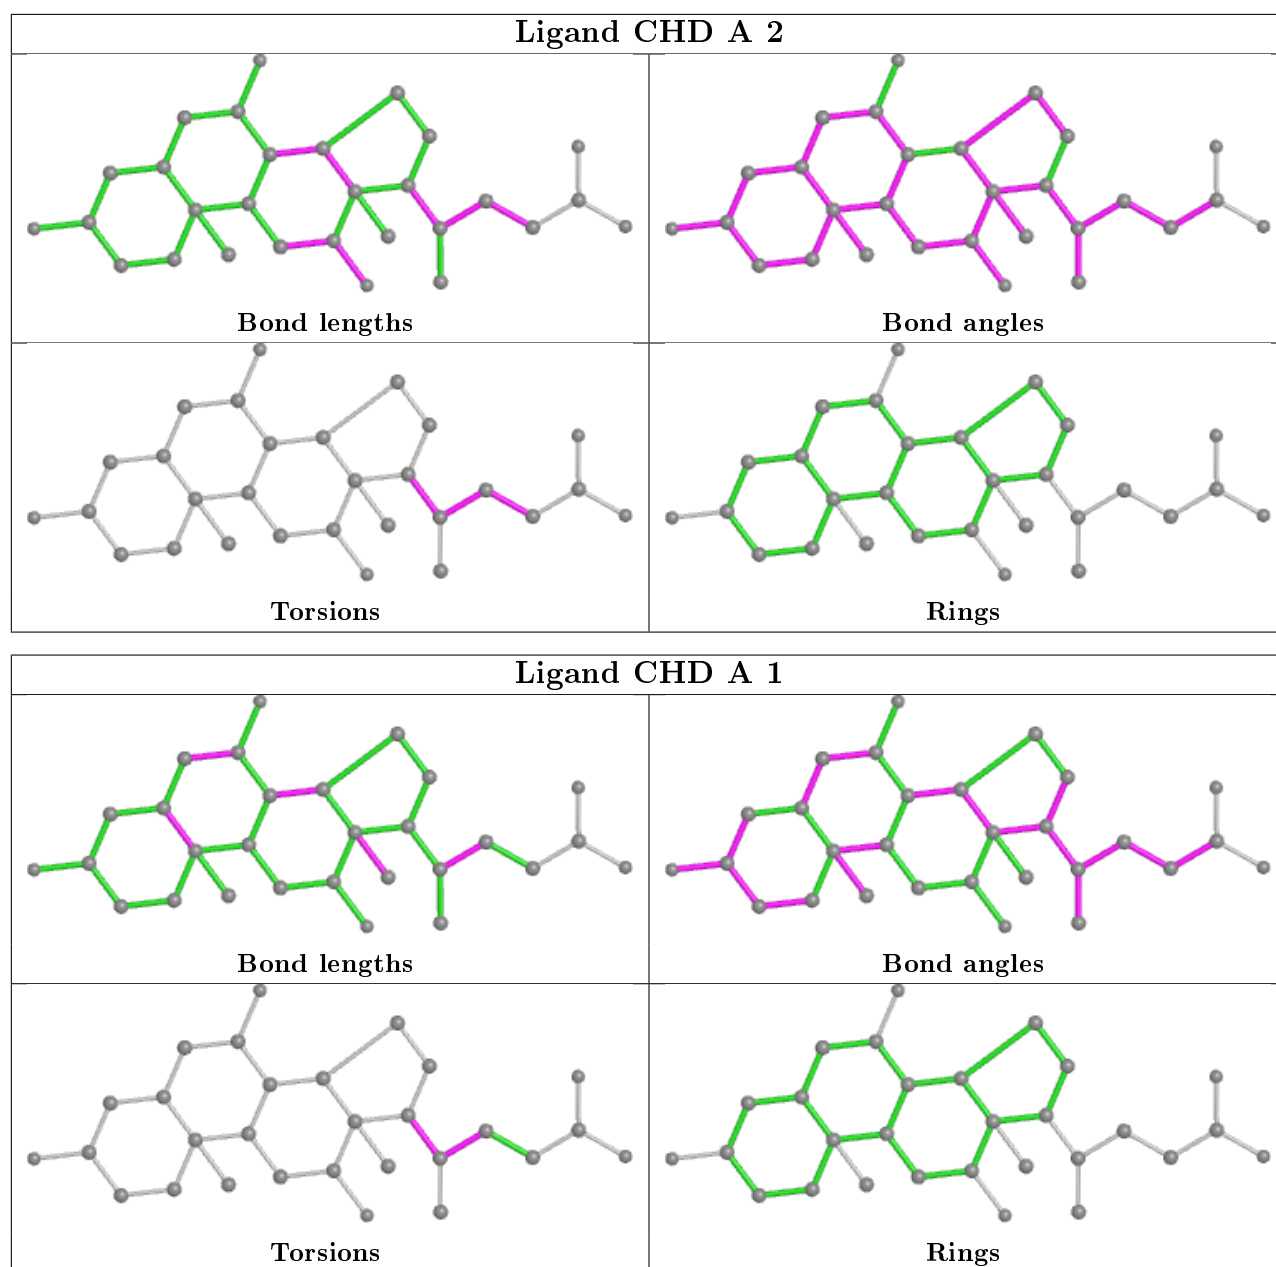 Ligand CHD A 2
Bond lengths
Bond angles
Torsions
Rings
Ligand CHD A 1
Bond lengths
Bond angles
Torsions
Rings